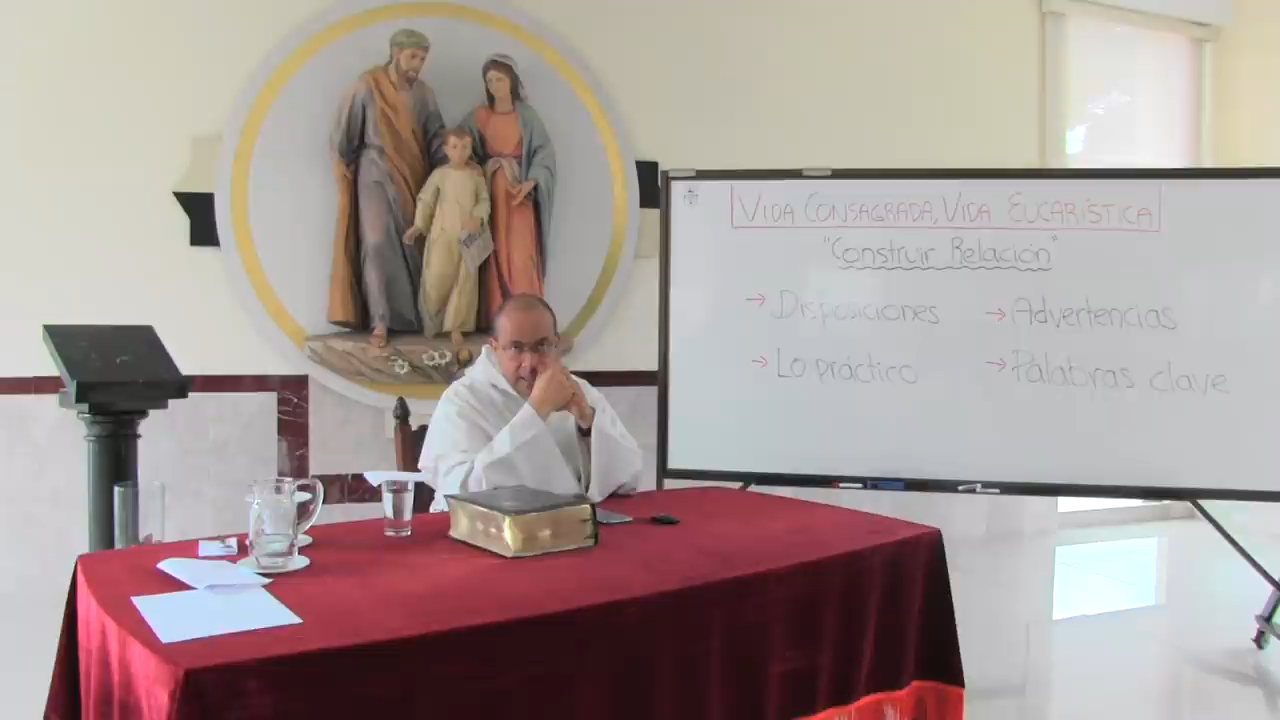 VIDA CONSAGRADA, VIDA EUCARÍSTICA
"Construir Relación"
→ Disposiciones → Advertencias
→ Lo práctico → Palabras clave